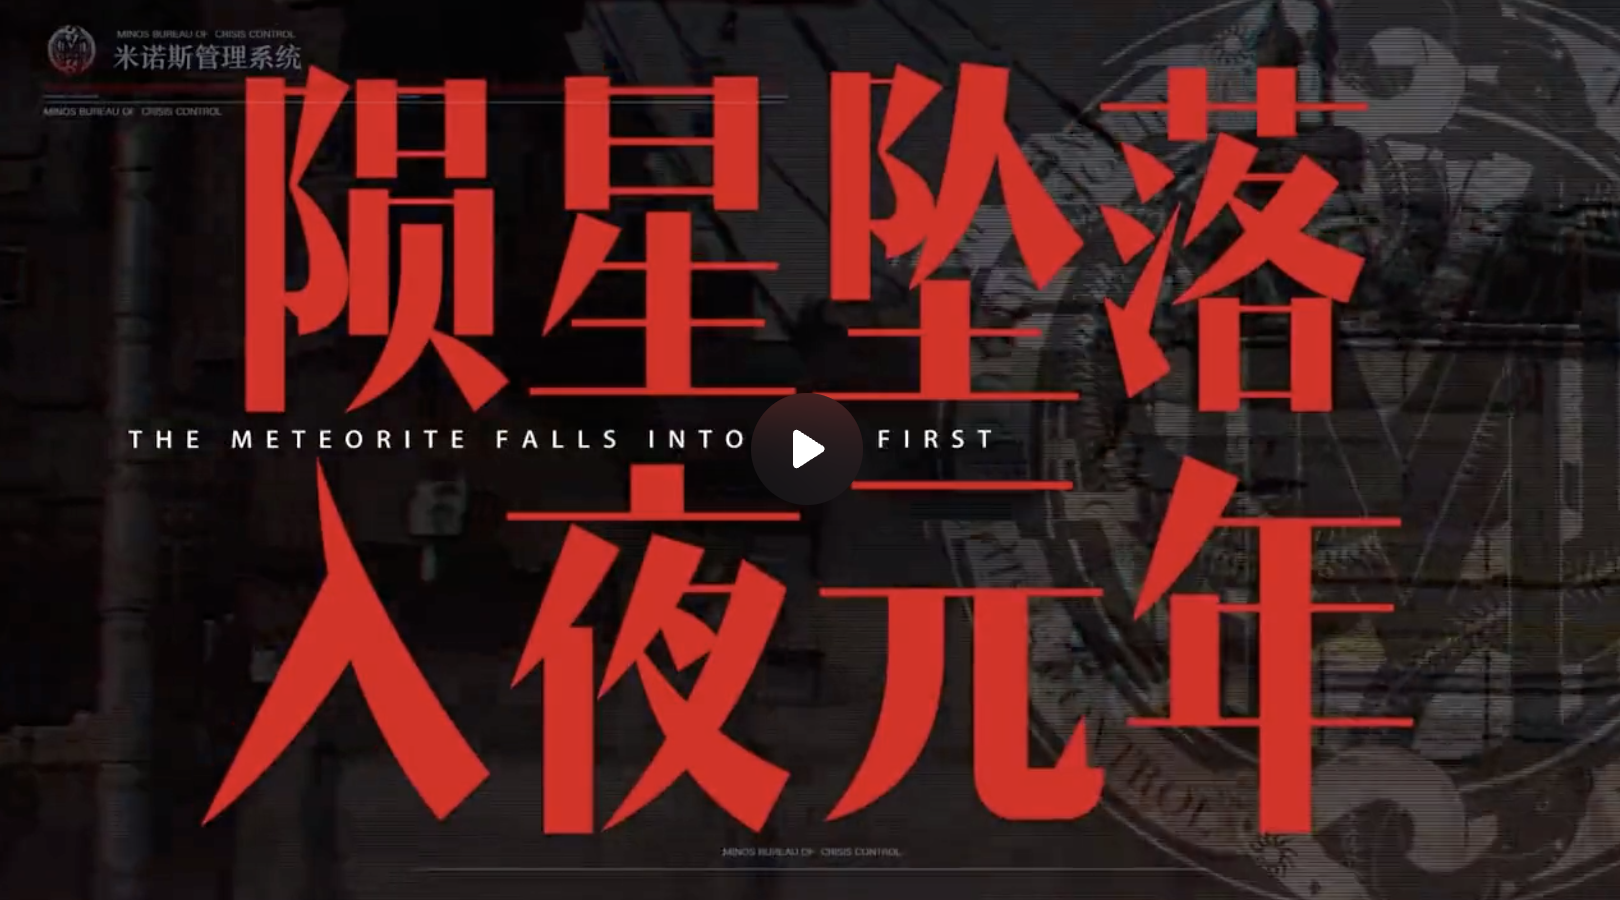 MINOS BUREAU OF CRISIS CONTROL
米诺斯管理系统
MINOS BUREAU OF CRISIS CONTROL
陨星坠落
THE METEORITE FALLS INTO FIRST
入夜元年
MINOS BUREAU OF CRISIS CONTROL